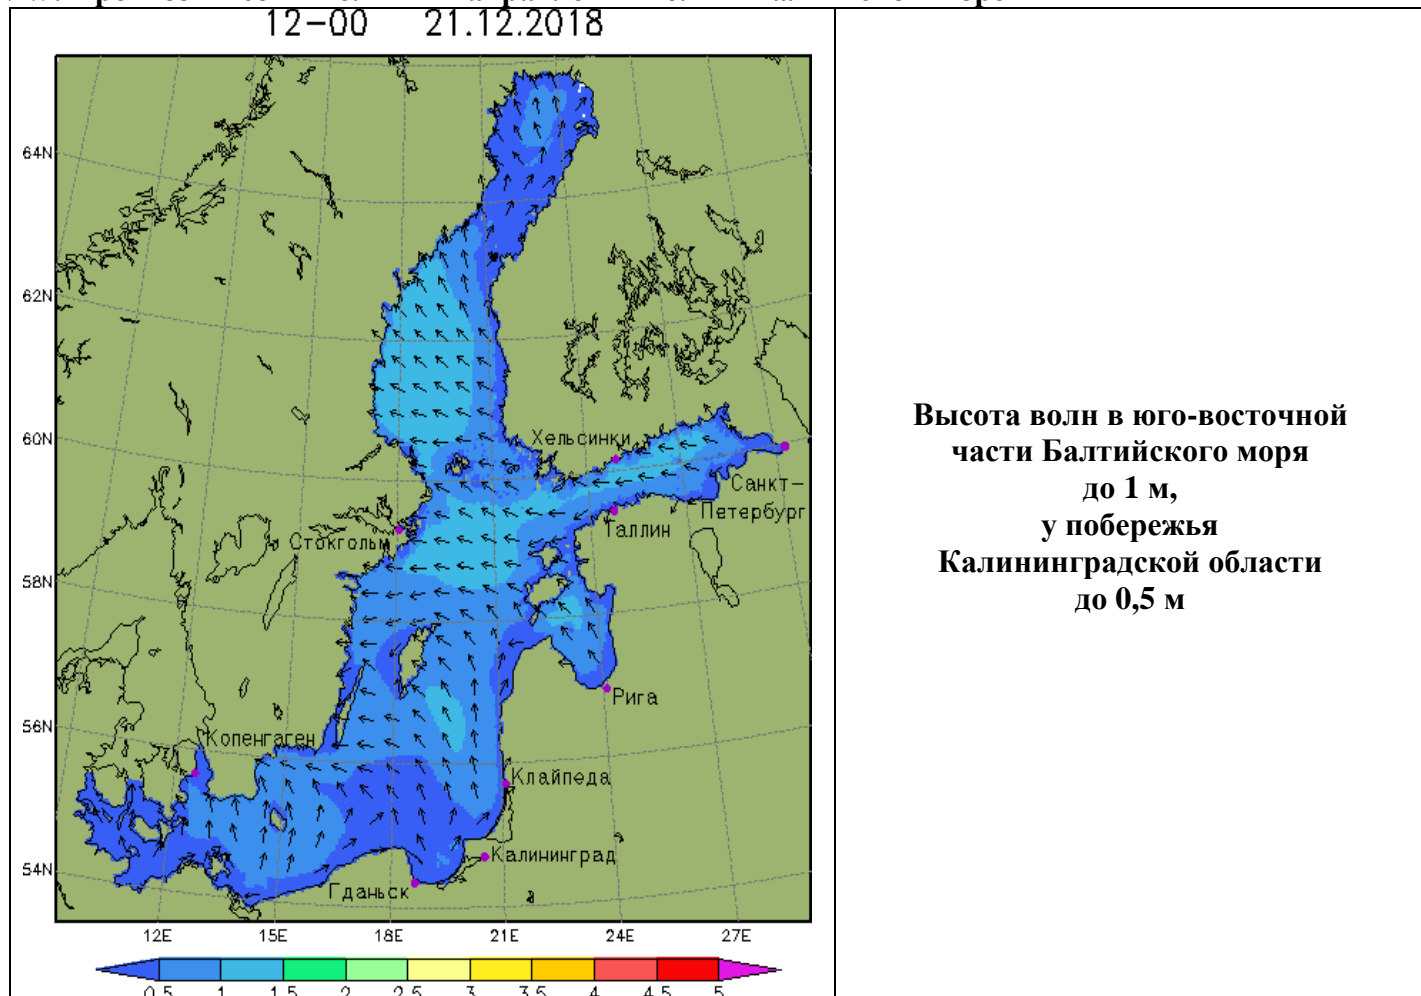 12-00 21.12.2018
64N
62N
60N
58N
56N
54N
Хельсинки
Санкт-
Петербург
Таллин
Стокгольм
Рига
Копенгаген
Клайпеда
Калининград
Гданьск
12E 15E 18E 21E 24E 27E
0.5 1 1.5 2 2.5 3 3.5 4 4.5 5
Высота волн в юго-восточной
части Балтийского моря
до 1 м,
у побережья
Калининградской области
до 0,5 м